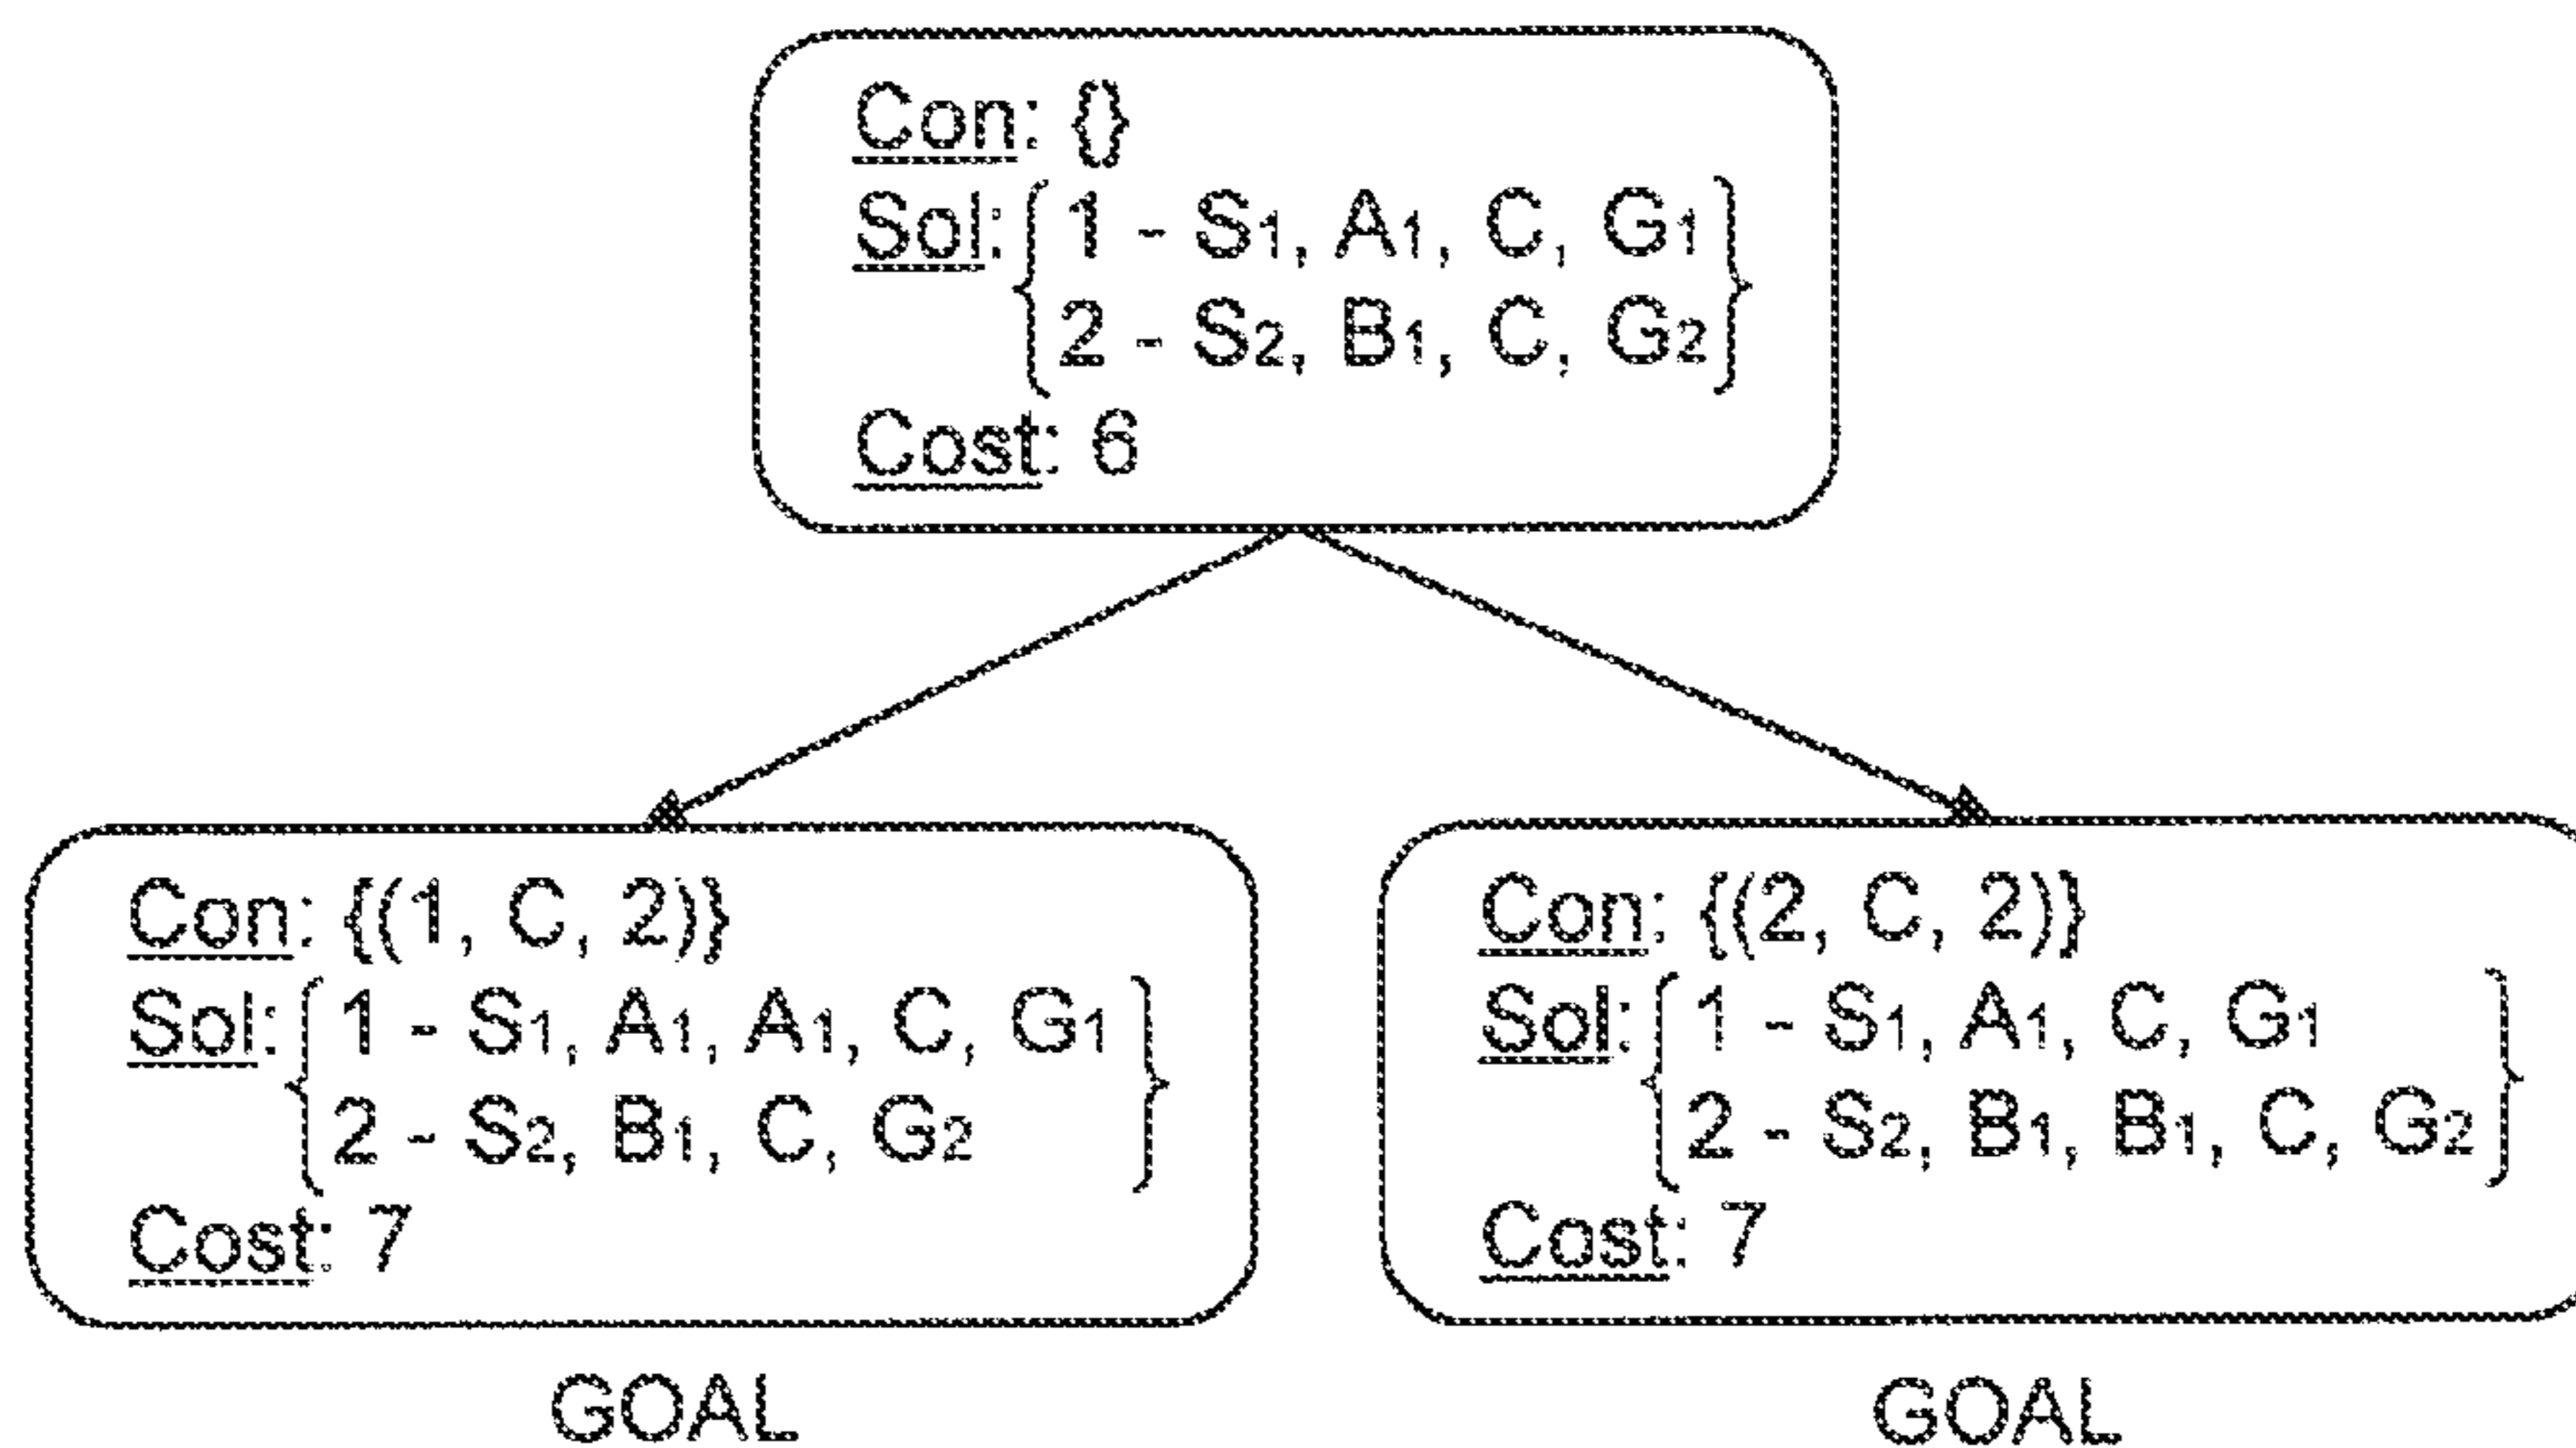 Con: {}
Sol: { 1 - S1, A1, C, G1
2 - S2, B1, C, G2 }
Cost: 6
Con: {(1, C, 2)}
Sol: { 1 - S1, A1, A1, C, G1
2 - S2, B1, C, G2 }
Cost: 7
GOAL
Con: {(2, C, 2)}
Sol: { 1 - S1, A1, C, G1
2 - S2, B1, B1, C, G2 }
Cost: 7
GOAL